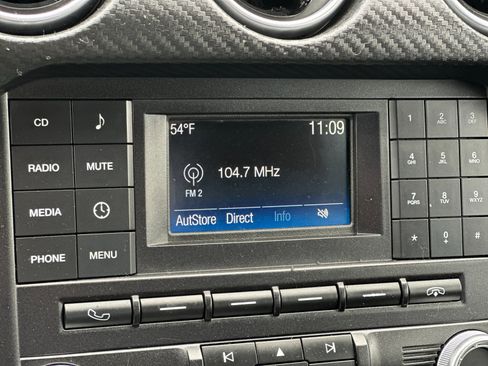 CD
RADIO MUTE
MEDIA
PHONE MENU
54°F 11:09
104.7 MHz
FM 2
AutStore Direct Info
1 2 ABC 3 DEF
4 GHI 5 JKL 6 MNO
7 PQRS 8 TUV 9 WXYZ
* 0 + #